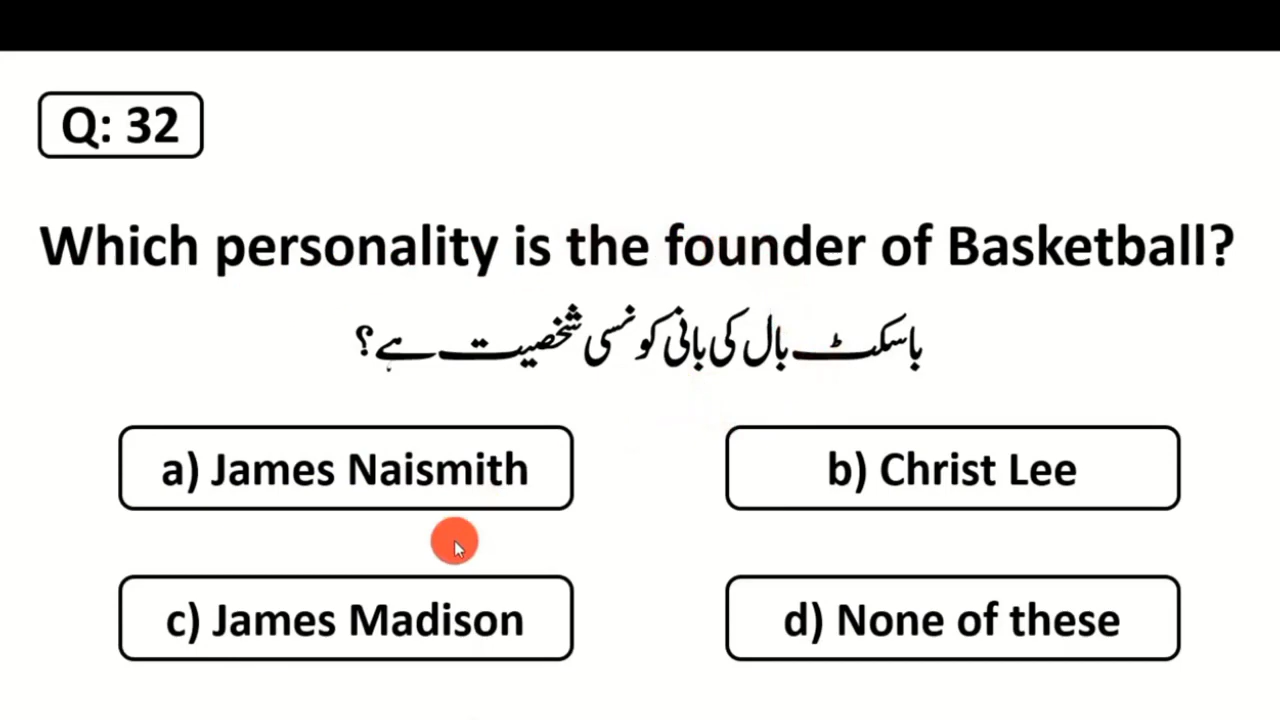 Q: 32
Which personality is the founder of Basketball?
باسکٹ بال کی بانی کونسی شخصیت ہے؟
a) James Naismith
b) Christ Lee
c) James Madison
d) None of these